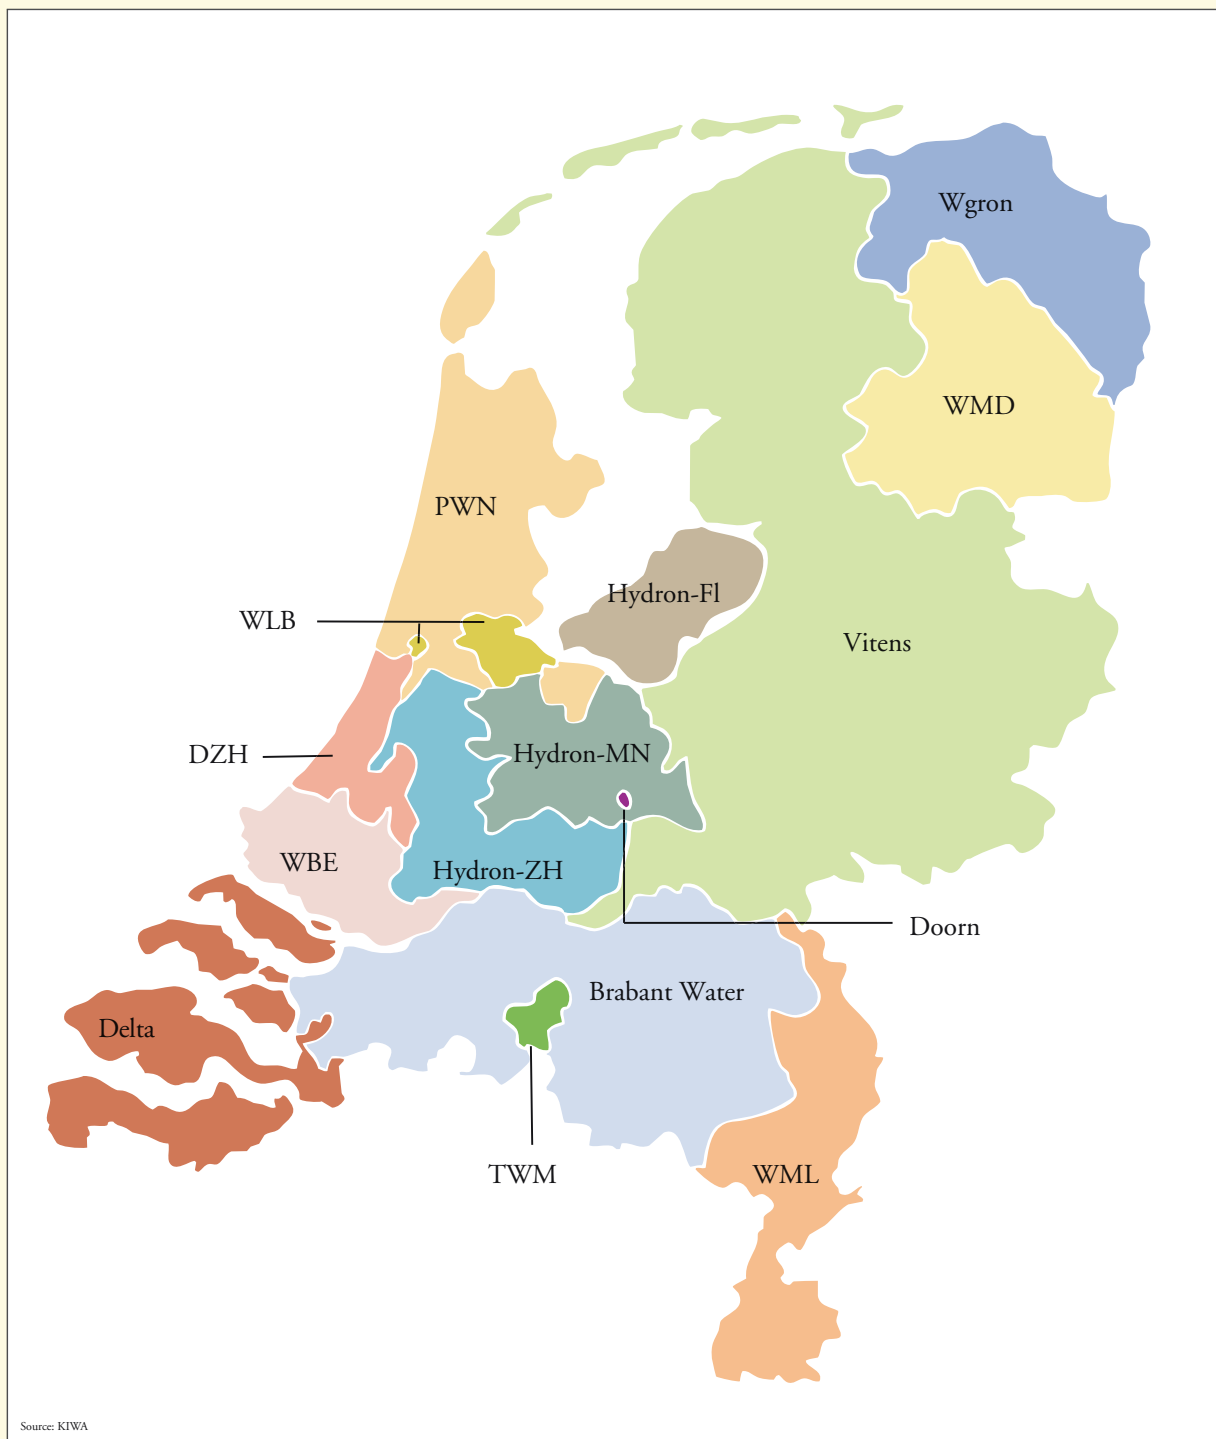 Wgron
WMD
PWN
Hydron-Fl
WLB
Vitens
DZH
Hydron-MN
WBE
Hydron-ZH
Doorn
Brabant Water
Delta
TWM
WML
Source: KIWA